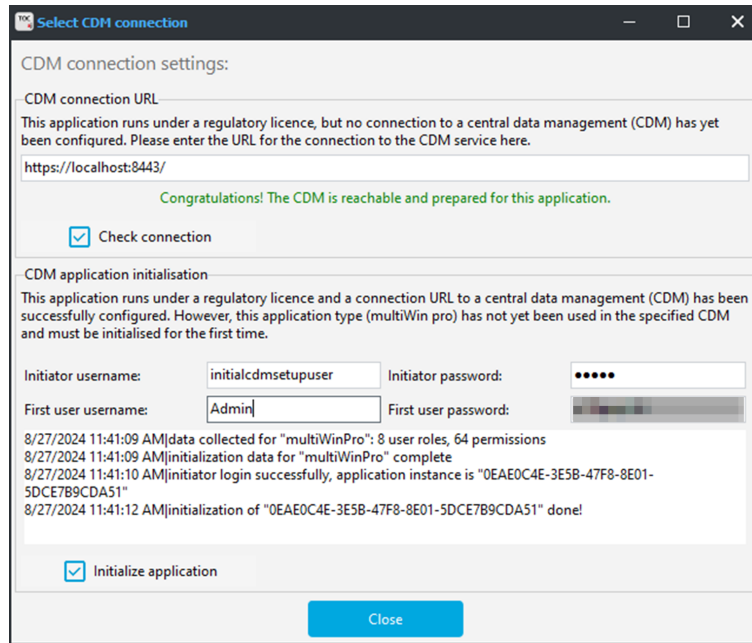 TOC
Select CDM connection
CDM connection settings:
CDM connection URL
This application runs under a regulatory licence, but no connection to a central data management (CDM) has yet
been configured. Please enter the URL for the connection to the CDM service here.
https://localhost:8443/
Congratulations! The CDM is reachable and prepared for this application.
Check connection
CDM application initialisation
This application runs under a regulatory licence and a connection URL to a central data management (CDM) has been
successfully configured. However, this application type (multiWin pro) has not yet been used in the specified CDM
and must be initialised for the first time.
Initiator username: initialcdmsetupuser Initiator password: •••••
First user username: Admin First user password:
8/27/2024 11:41:09 AM|data collected for "multiWinPro": 8 user roles, 64 permissions
8/27/2024 11:41:09 AM|initialization data for "multiWinPro" complete
8/27/2024 11:41:10 AM|initiator login successfully, application instance is "0EAE0C4E-3E5B-47F8-8E01-
5DCE7B9CDA51"
8/27/2024 11:41:12 AM|initialization of "0EAE0C4E-3E5B-47F8-8E01-5DCE7B9CDA51" done!
Initialize application
Close